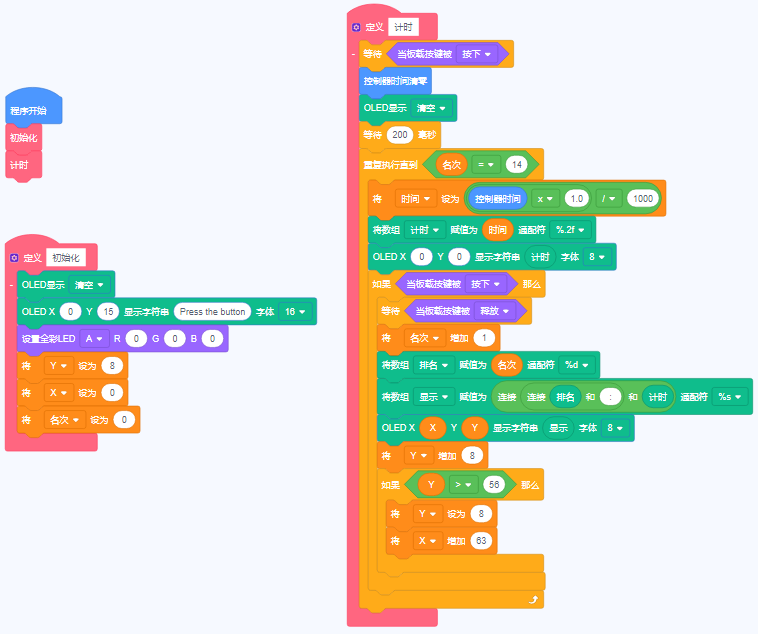 程序开始
初始化
计时
定义 初始化
- OLED显示 清空
OLED X 0 Y 15 显示字符串 Press the button 字体 16
设置全彩LED A R 0 G 0 B 0
将 Y 设为 8
将 X 设为 0
将 名次 设为 0
定义 计时
- 等待 当板载按键被 按下
控制器时间清零
OLED显示 清空
等待 200 毫秒
重复执行直到 名次 = 14
将 时间 设为 控制器时间 x 1.0 / 1000
将数组 计时 赋值为 时间 通配符 %.2f
OLED X 0 Y 0 显示字符串 计时 字体 8
如果 当板载按键被 按下 那么
等待 当板载按键被 释放
将 名次 增加 1
将数组 排名 赋值为 名次 通配符 %d
将数组 显示 赋值为 连接 连接 排名 和 : 和 计时 通配符 %s
OLED X X Y Y 显示字符串 显示 字体 8
将 Y 增加 8
如果 Y > 56 那么
将 Y 设为 8
将 X 增加 63